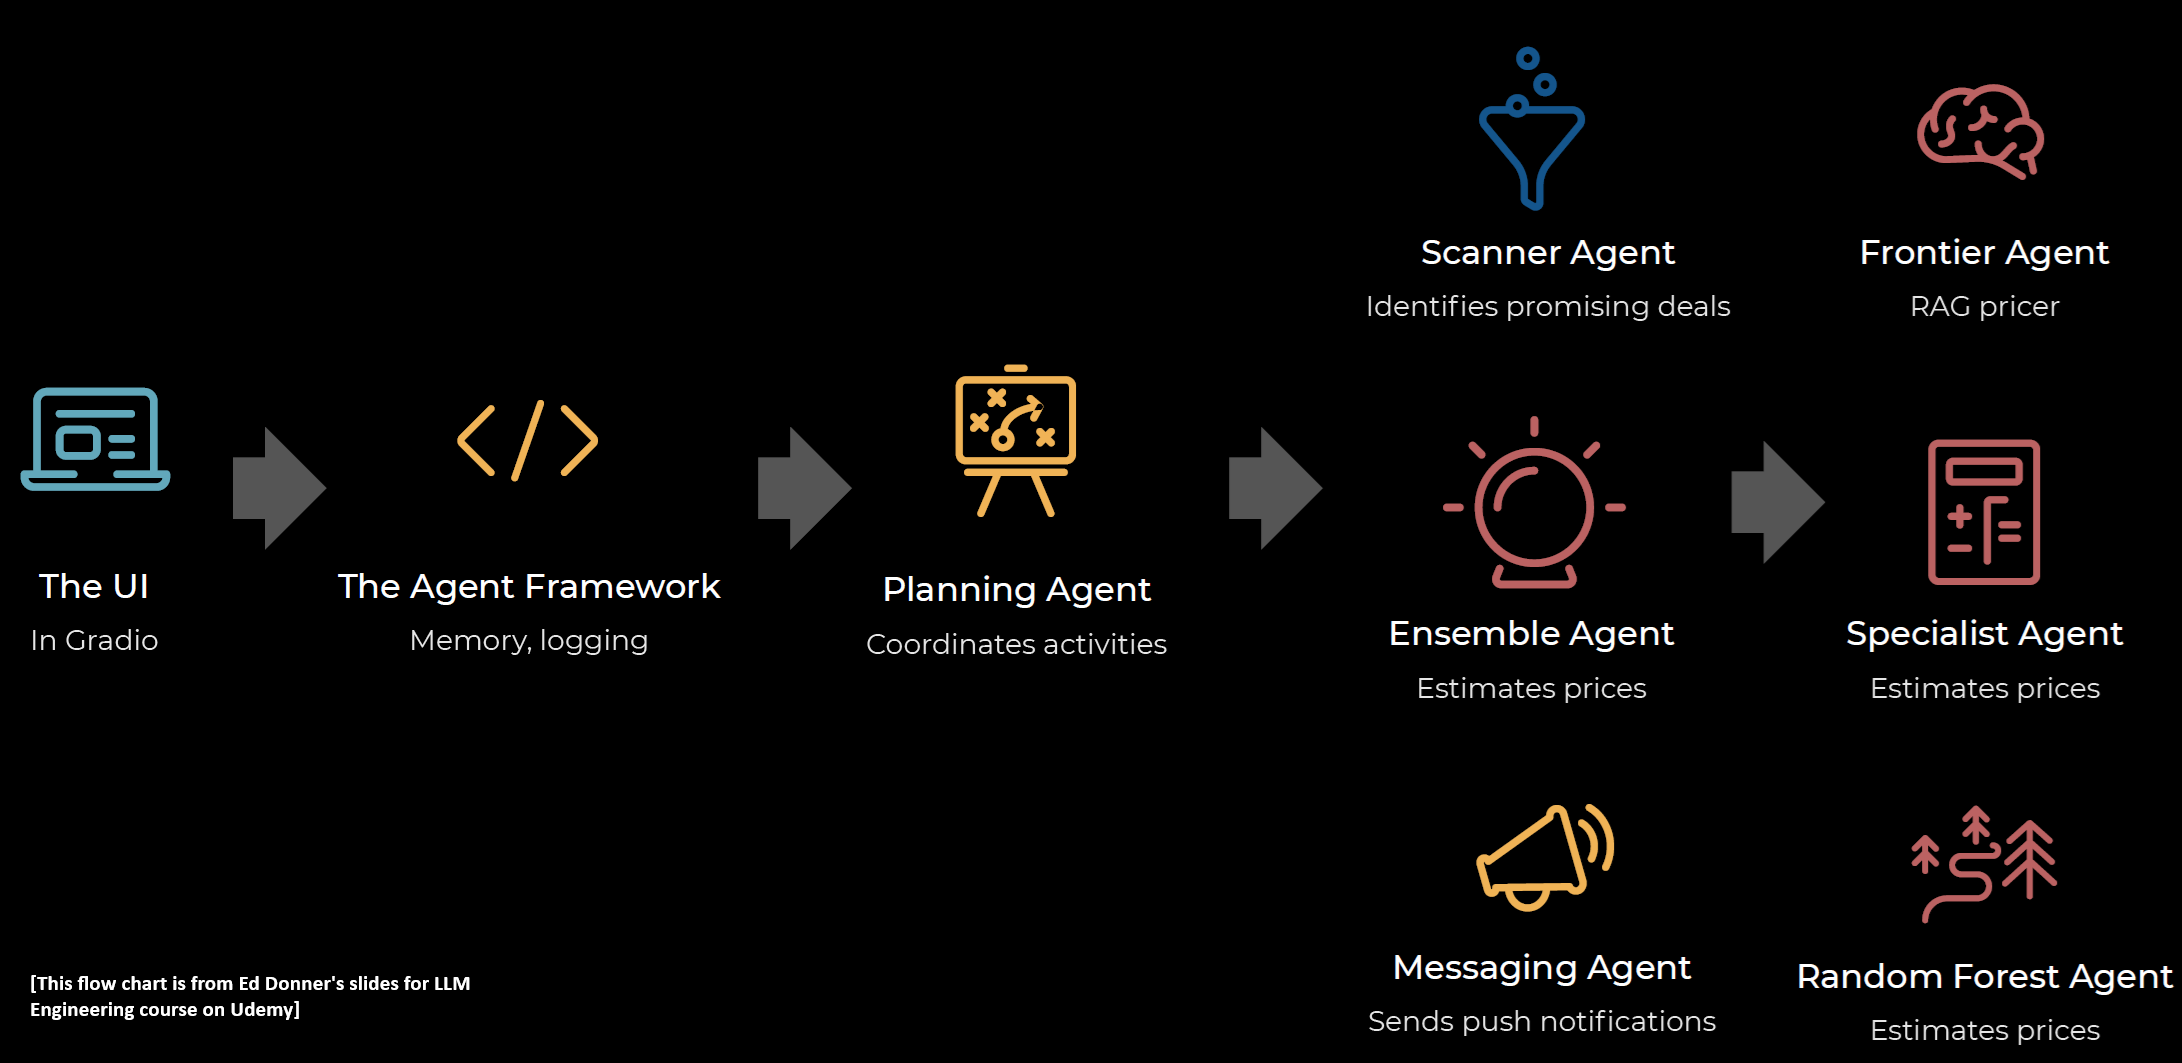 Scanner Agent
Identifies promising deals
Frontier Agent
RAG pricer
The UI
In Gradio
The Agent Framework
Memory, logging
Planning Agent
Coordinates activities
Ensemble Agent
Estimates prices
Specialist Agent
Estimates prices
Messaging Agent
Sends push notifications
Random Forest Agent
Estimates prices
[This flow chart is from Ed Donner's slides for LLM
Engineering course on Udemy]